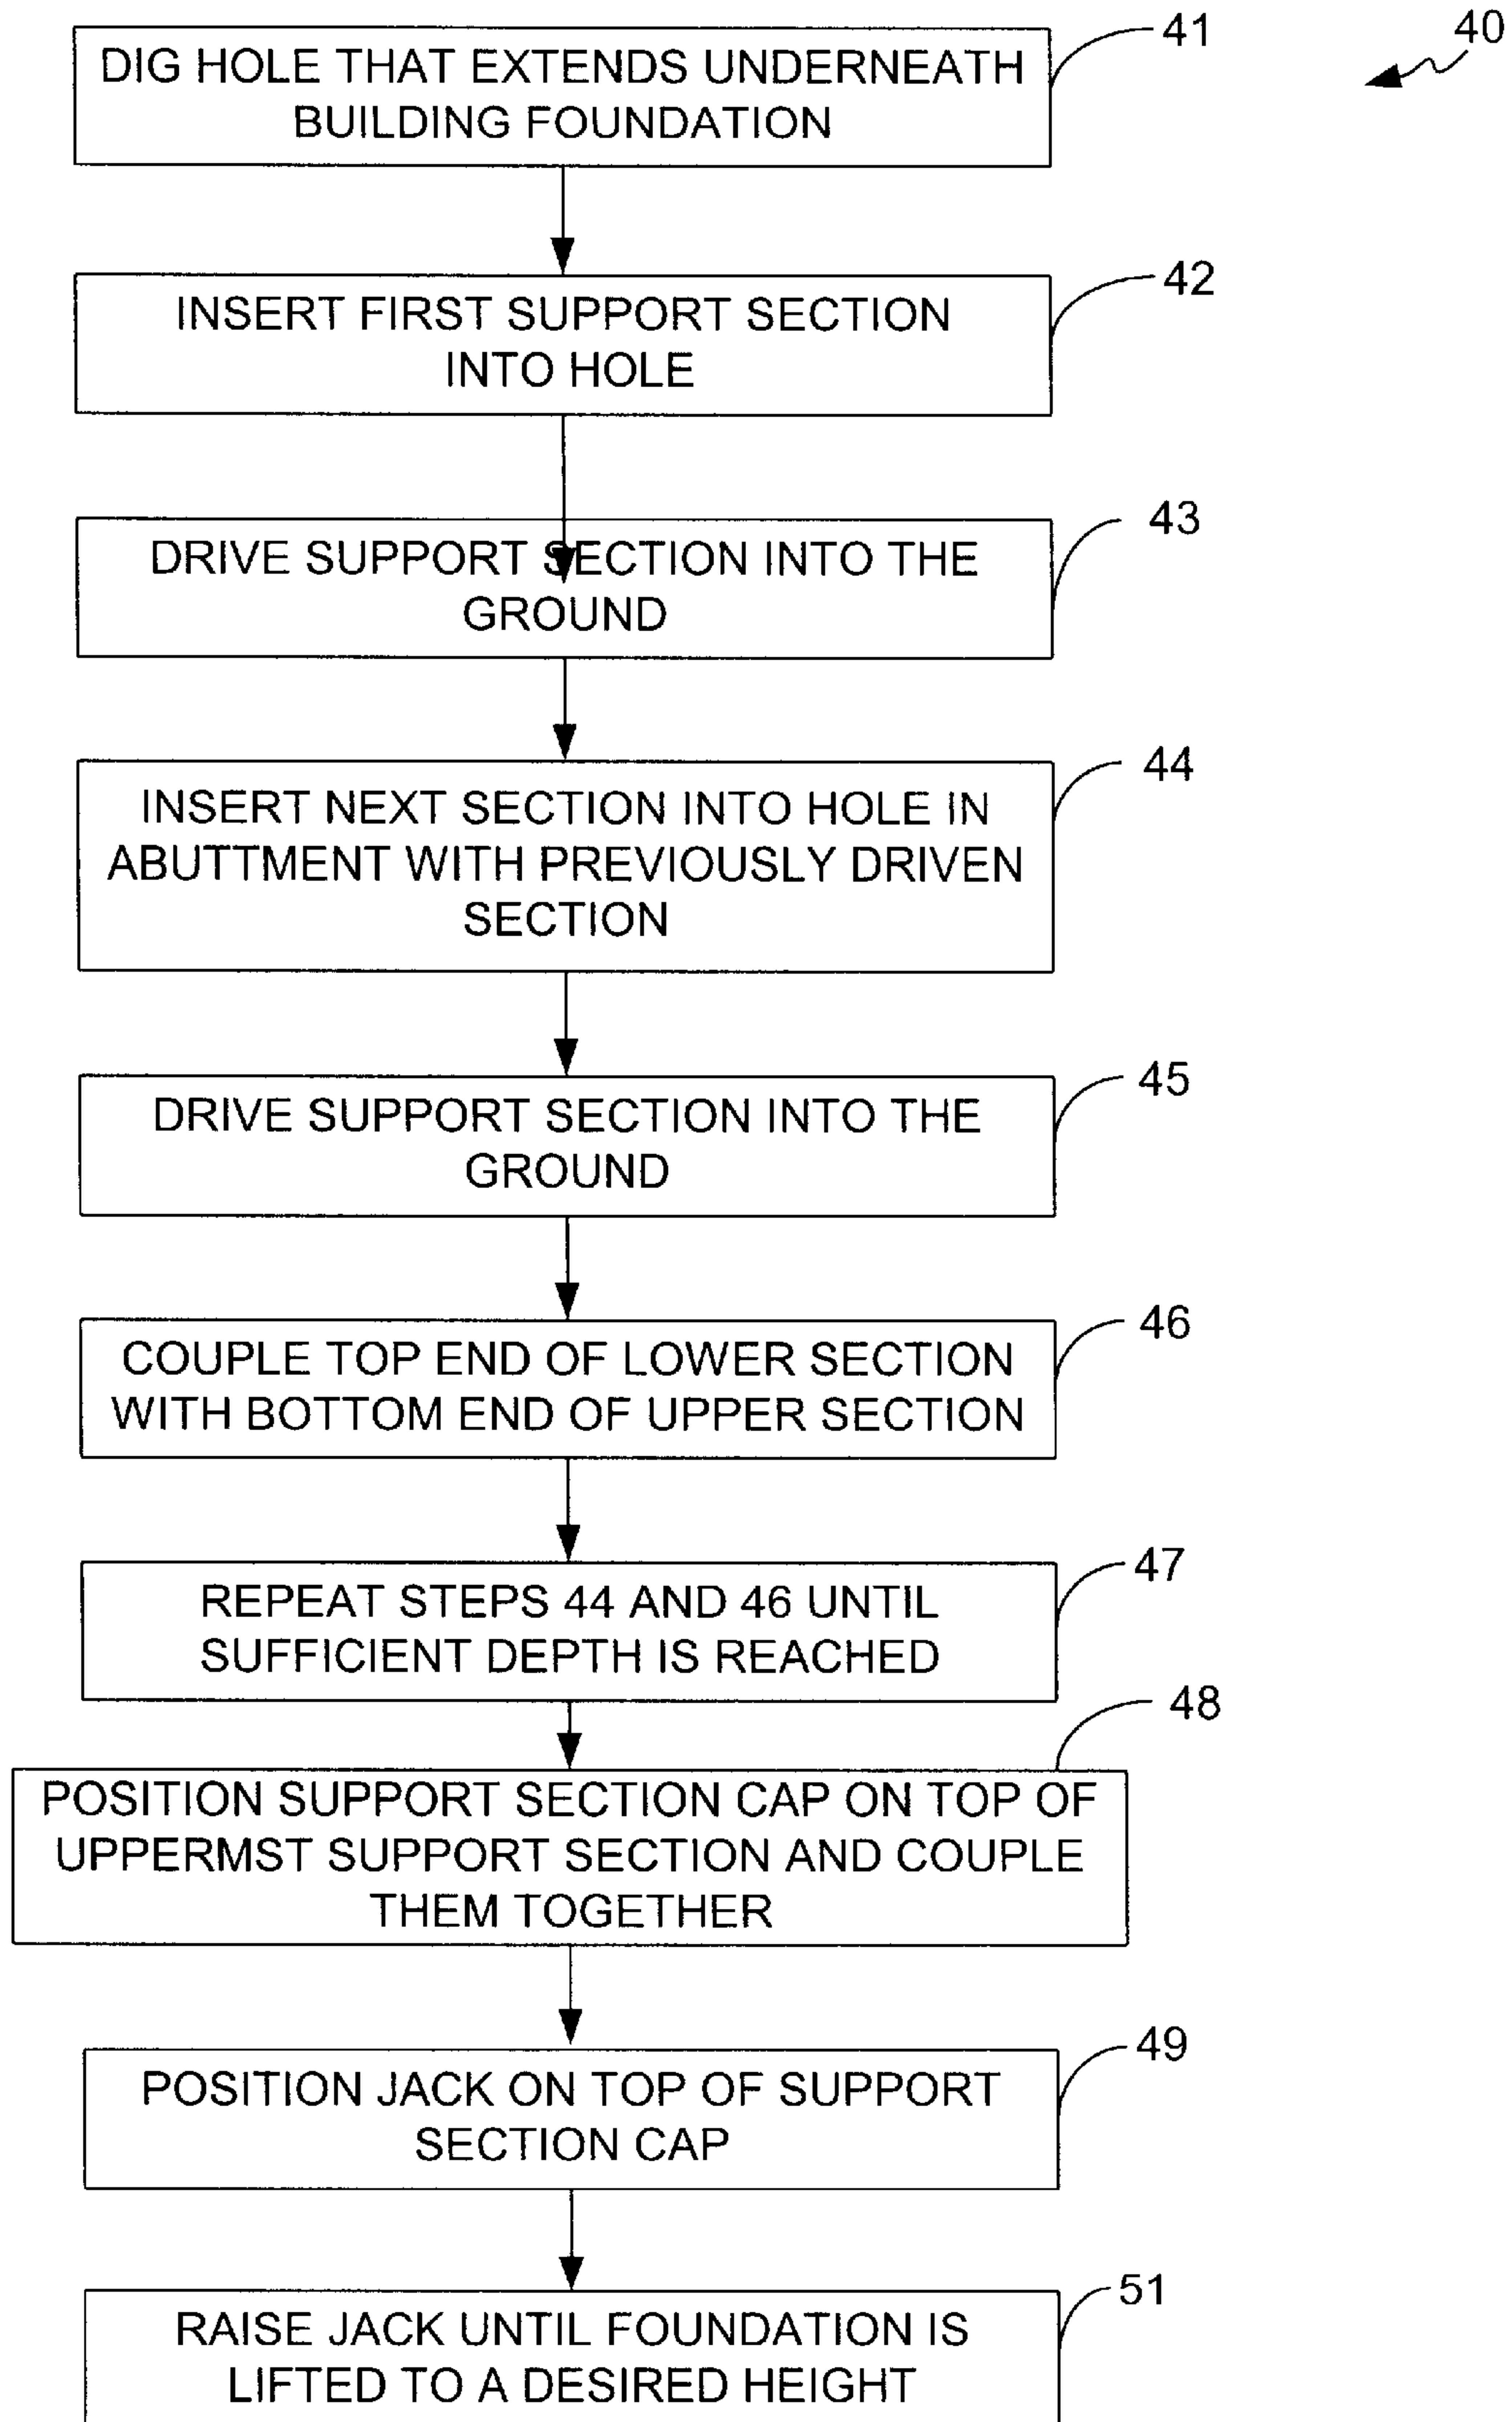 40
41
DIG HOLE THAT EXTENDS UNDERNEATH
BUILDING FOUNDATION
42
INSERT FIRST SUPPORT SECTION
INTO HOLE
43
DRIVE SUPPORT SECTION INTO THE
GROUND
44
INSERT NEXT SECTION INTO HOLE IN
ABUTTMENT WITH PREVIOUSLY DRIVEN
SECTION
45
DRIVE SUPPORT SECTION INTO THE
GROUND
46
COUPLE TOP END OF LOWER SECTION
WITH BOTTOM END OF UPPER SECTION
47
REPEAT STEPS 44 AND 46 UNTIL
SUFFICIENT DEPTH IS REACHED
48
POSITION SUPPORT SECTION CAP ON TOP OF
UPPERMST SUPPORT SECTION AND COUPLE
THEM TOGETHER
49
POSITION JACK ON TOP OF SUPPORT
SECTION CAP
51
RAISE JACK UNTIL FOUNDATION IS
LIFTED TO A DESIRED HEIGHT